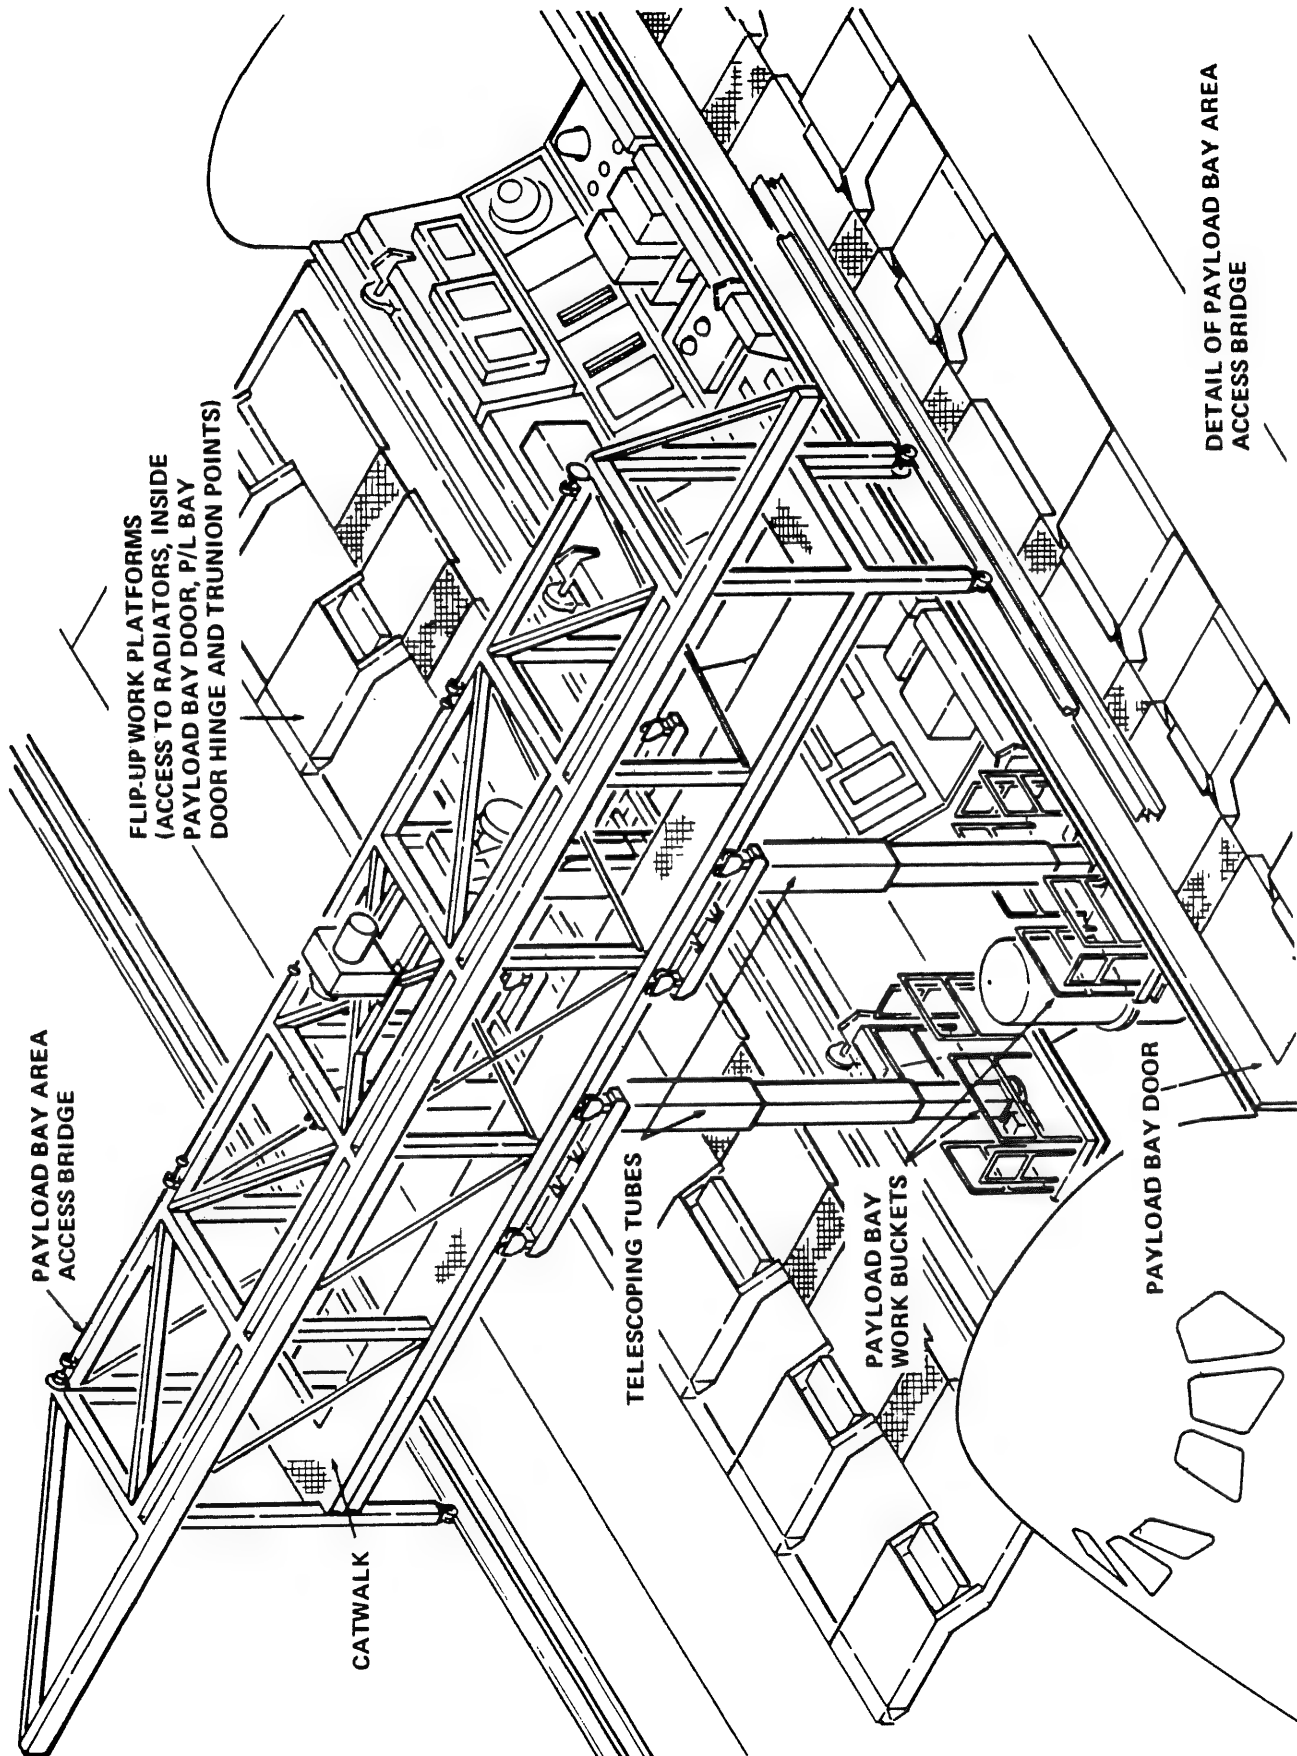 PAYLOAD BAY AREA
ACCESS BRIDGE
FLIP-UP WORK PLATFORMS
(ACCESS TO RADIATORS, INSIDE
PAYLOAD BAY DOOR, P/L BAY
DOOR HINGE AND TRUNION POINTS)
CATWALK
TELESCOPING TUBES
PAYLOAD BAY
WORK BUCKETS
PAYLOAD BAY DOOR
DETAIL OF PAYLOAD BAY AREA
ACCESS BRIDGE